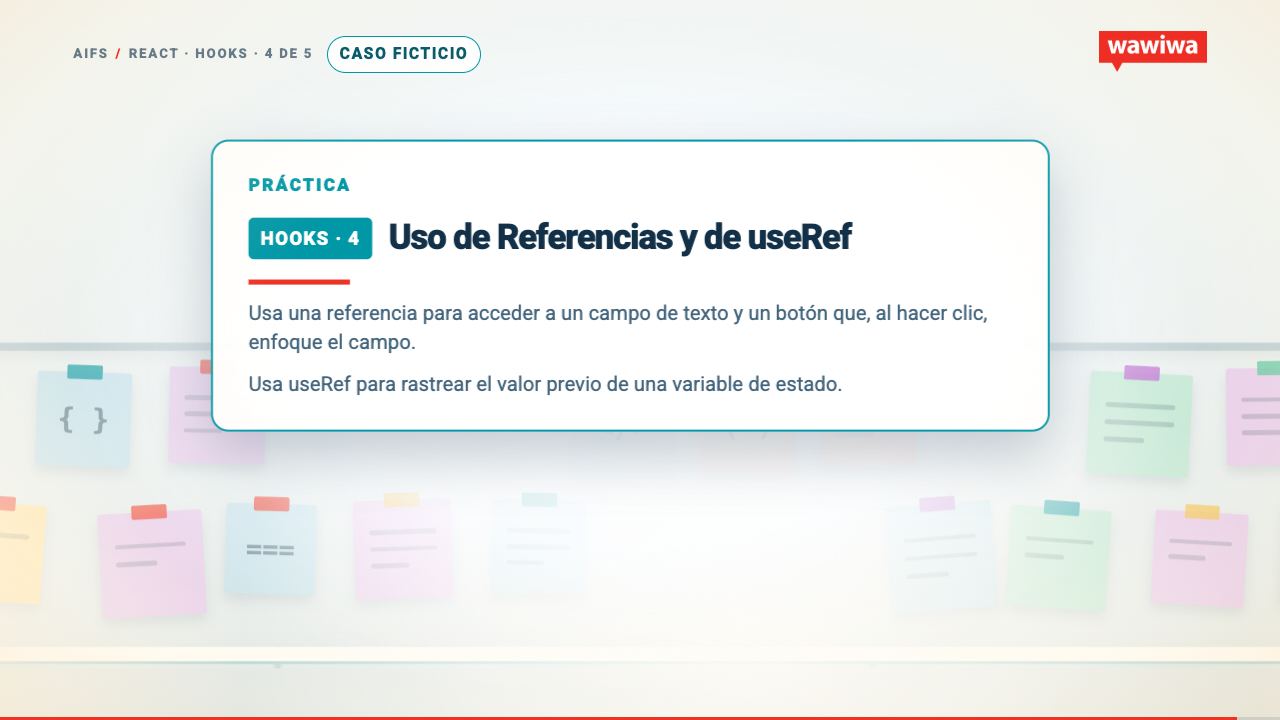 AIFS / REACT · HOOKS · 4 DE 5
CASO FICTICIO
wawiwa
PRÁCTICA
HOOKS · 4
Uso de Referencias y de useRef
Usa una referencia para acceder a un campo de texto y un botón que, al hacer clic,
enfoque el campo.
Usa useRef para rastrear el valor previo de una variable de estado.
{ }
===